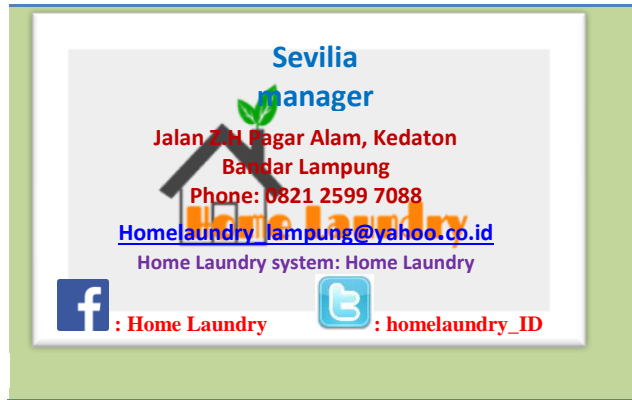 Sevilia
manager
Jalan Z.H Pagar Alam, Kedaton
Bandar Lampung
Phone: 0821 2599 7088
Home Laundry
Homelaundry_lampung@yahoo.co.id
Home Laundry system: Home Laundry
f : Home Laundry
t : homelaundry_ID